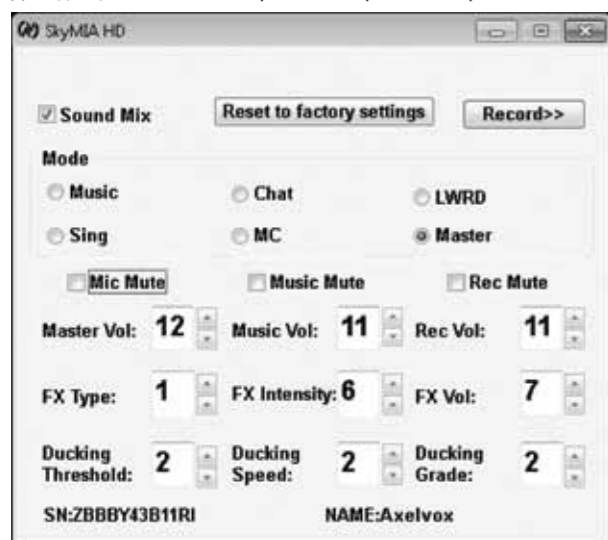 SkyMIA HD
Sound Mix Reset to factory settings Record>>
Mode
Music Chat LWRD
Sing MC Master
Mic Mute Music Mute Rec Mute
Master Vol: 12 Music Vol: 11 Rec Vol: 11
FX Type: 1 FX Intensity: 6 FX Vol: 7
Ducking Threshold: 2 Ducking Speed: 2 Ducking Grade: 2
SN:ZBBBY43B11RI NAME:Axelvox